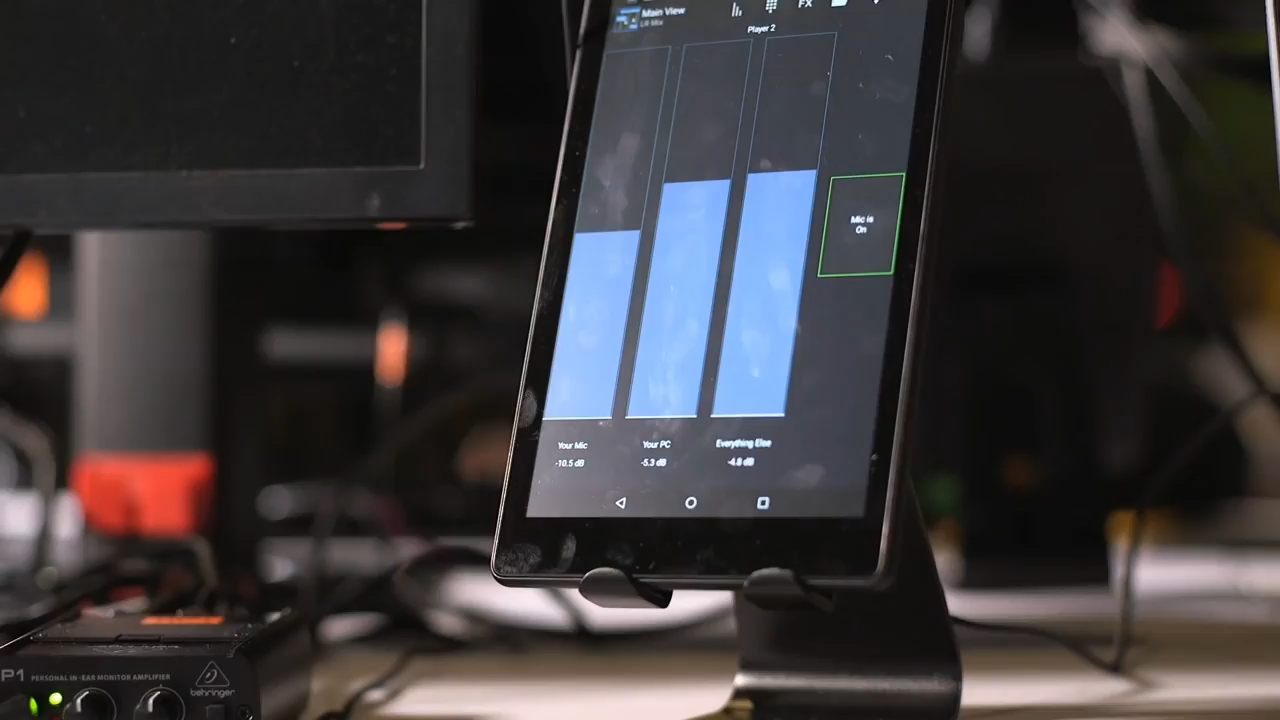 Main View
LR Mix
FX
Player 2
Mic is
On
Your Mic
Your PC
Everything Else
-10.5 dB
-5.3 dB
-4.8 dB
P1 PERSONAL IN-EAR MONITOR AMPLIFIER
behringer